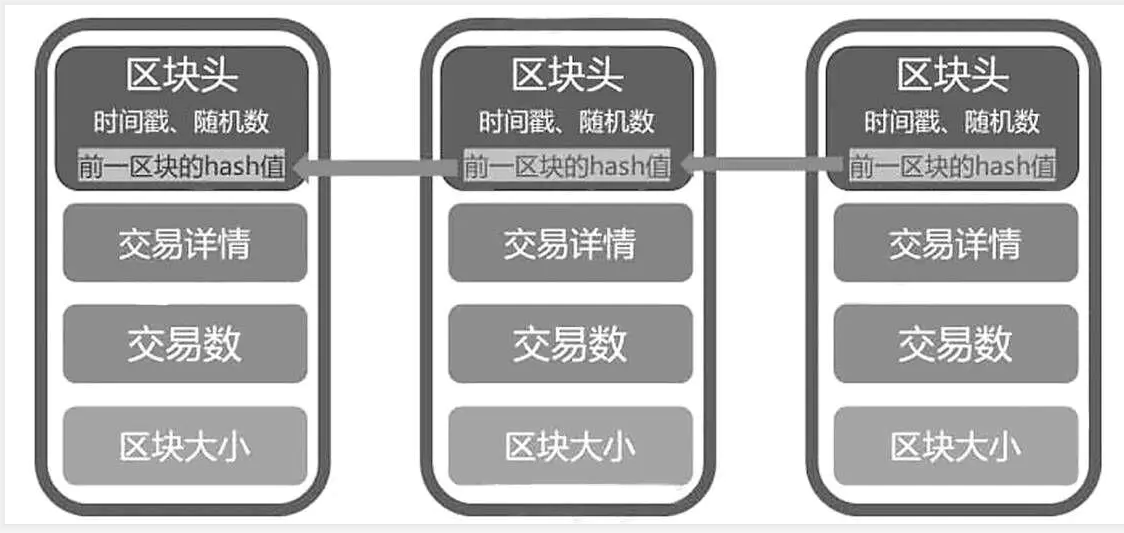 区块头
时间戳、随机数
前一区块的hash值
交易详情
交易数
区块大小
区块头
时间戳、随机数
前一区块的hash值
交易详情
交易数
区块大小
区块头
时间戳、随机数
前一区块的hash值
交易详情
交易数
区块大小